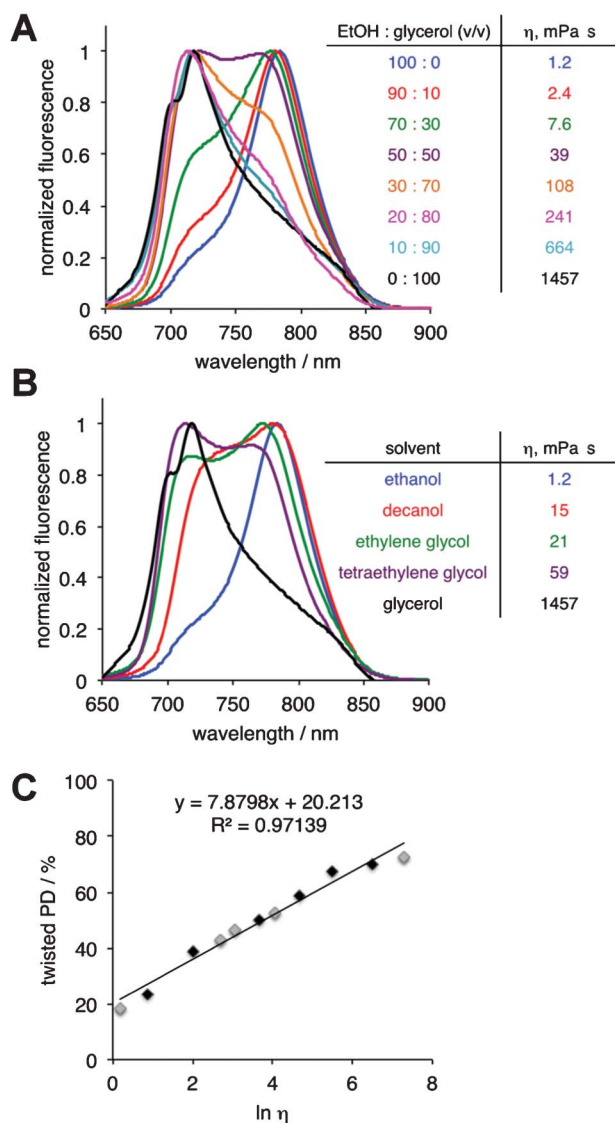 A
EtOH : glycerol (v/v) η, mPa s
100 : 0 1.2
90 : 10 2.4
70 : 30 7.6
50 : 50 39
30 : 70 108
20 : 80 241
10 : 90 664
0 : 100 1457
normalized fluorescence
1
0.8
0.6
0.4
0.2
0
650 700 750 800 850 900
wavelength / nm
B
solvent η, mPa s
ethanol 1.2
decanol 15
ethylene glycol 21
tetraethylene glycol 59
glycerol 1457
normalized fluorescence
1
0.8
0.6
0.4
0.2
0
650 700 750 800 850 900
wavelength / nm
C
y = 7.8798x + 20.213
R² = 0.97139
twisted PD / %
100
80
60
40
20
0
0 2 4 6 8
ln η